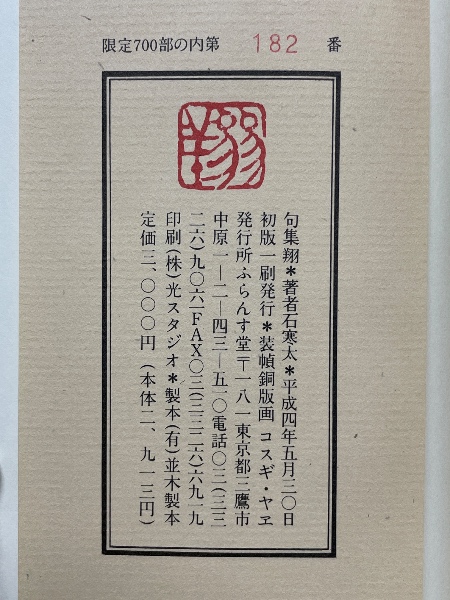 限定700部の内第 182 番
翔
句集翔＊著者石寒太＊平成四年五月三〇日
初版一刷発行＊装幀銅版画 コスギ・ヤヱ
発行所ふらんす堂〒一八一東京都三鷹市
中原一―二―四三―五一〇電話〇三(三三
二六)九〇六一FAX〇三(三三二六)六九一九
印刷(株)光スタジオ＊製本(有)並木製本
定価三、〇〇〇円(本体二、九一三円)